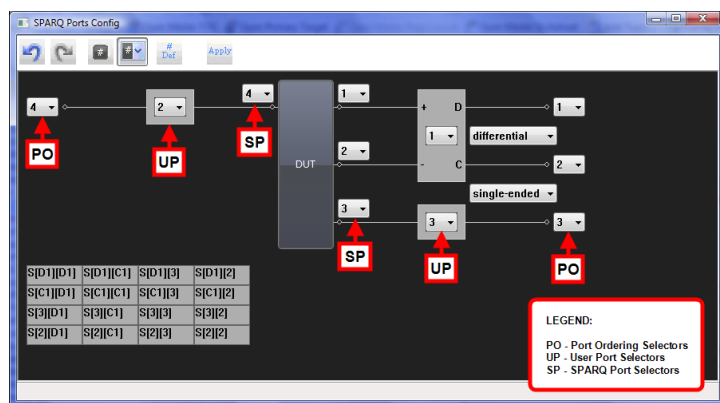 SPARQ Ports Config
# # # Def Apply
4 2 4 1 + D 1
PO UP SP 1 differential
DUT 2 - C 2
single-ended
3 3 3
SP UP PO
S[D1][D1] S[D1][C1] S[D1][3] S[D1][2]
S[C1][D1] S[C1][C1] S[C1][3] S[C1][2]
S[3][D1] S[3][C1] S[3][3] S[3][2]
S[2][D1] S[2][C1] S[2][3] S[2][2]
LEGEND:
PO - Port Ordering Selectors
UP - User Port Selectors
SP - SPARQ Port Selectors